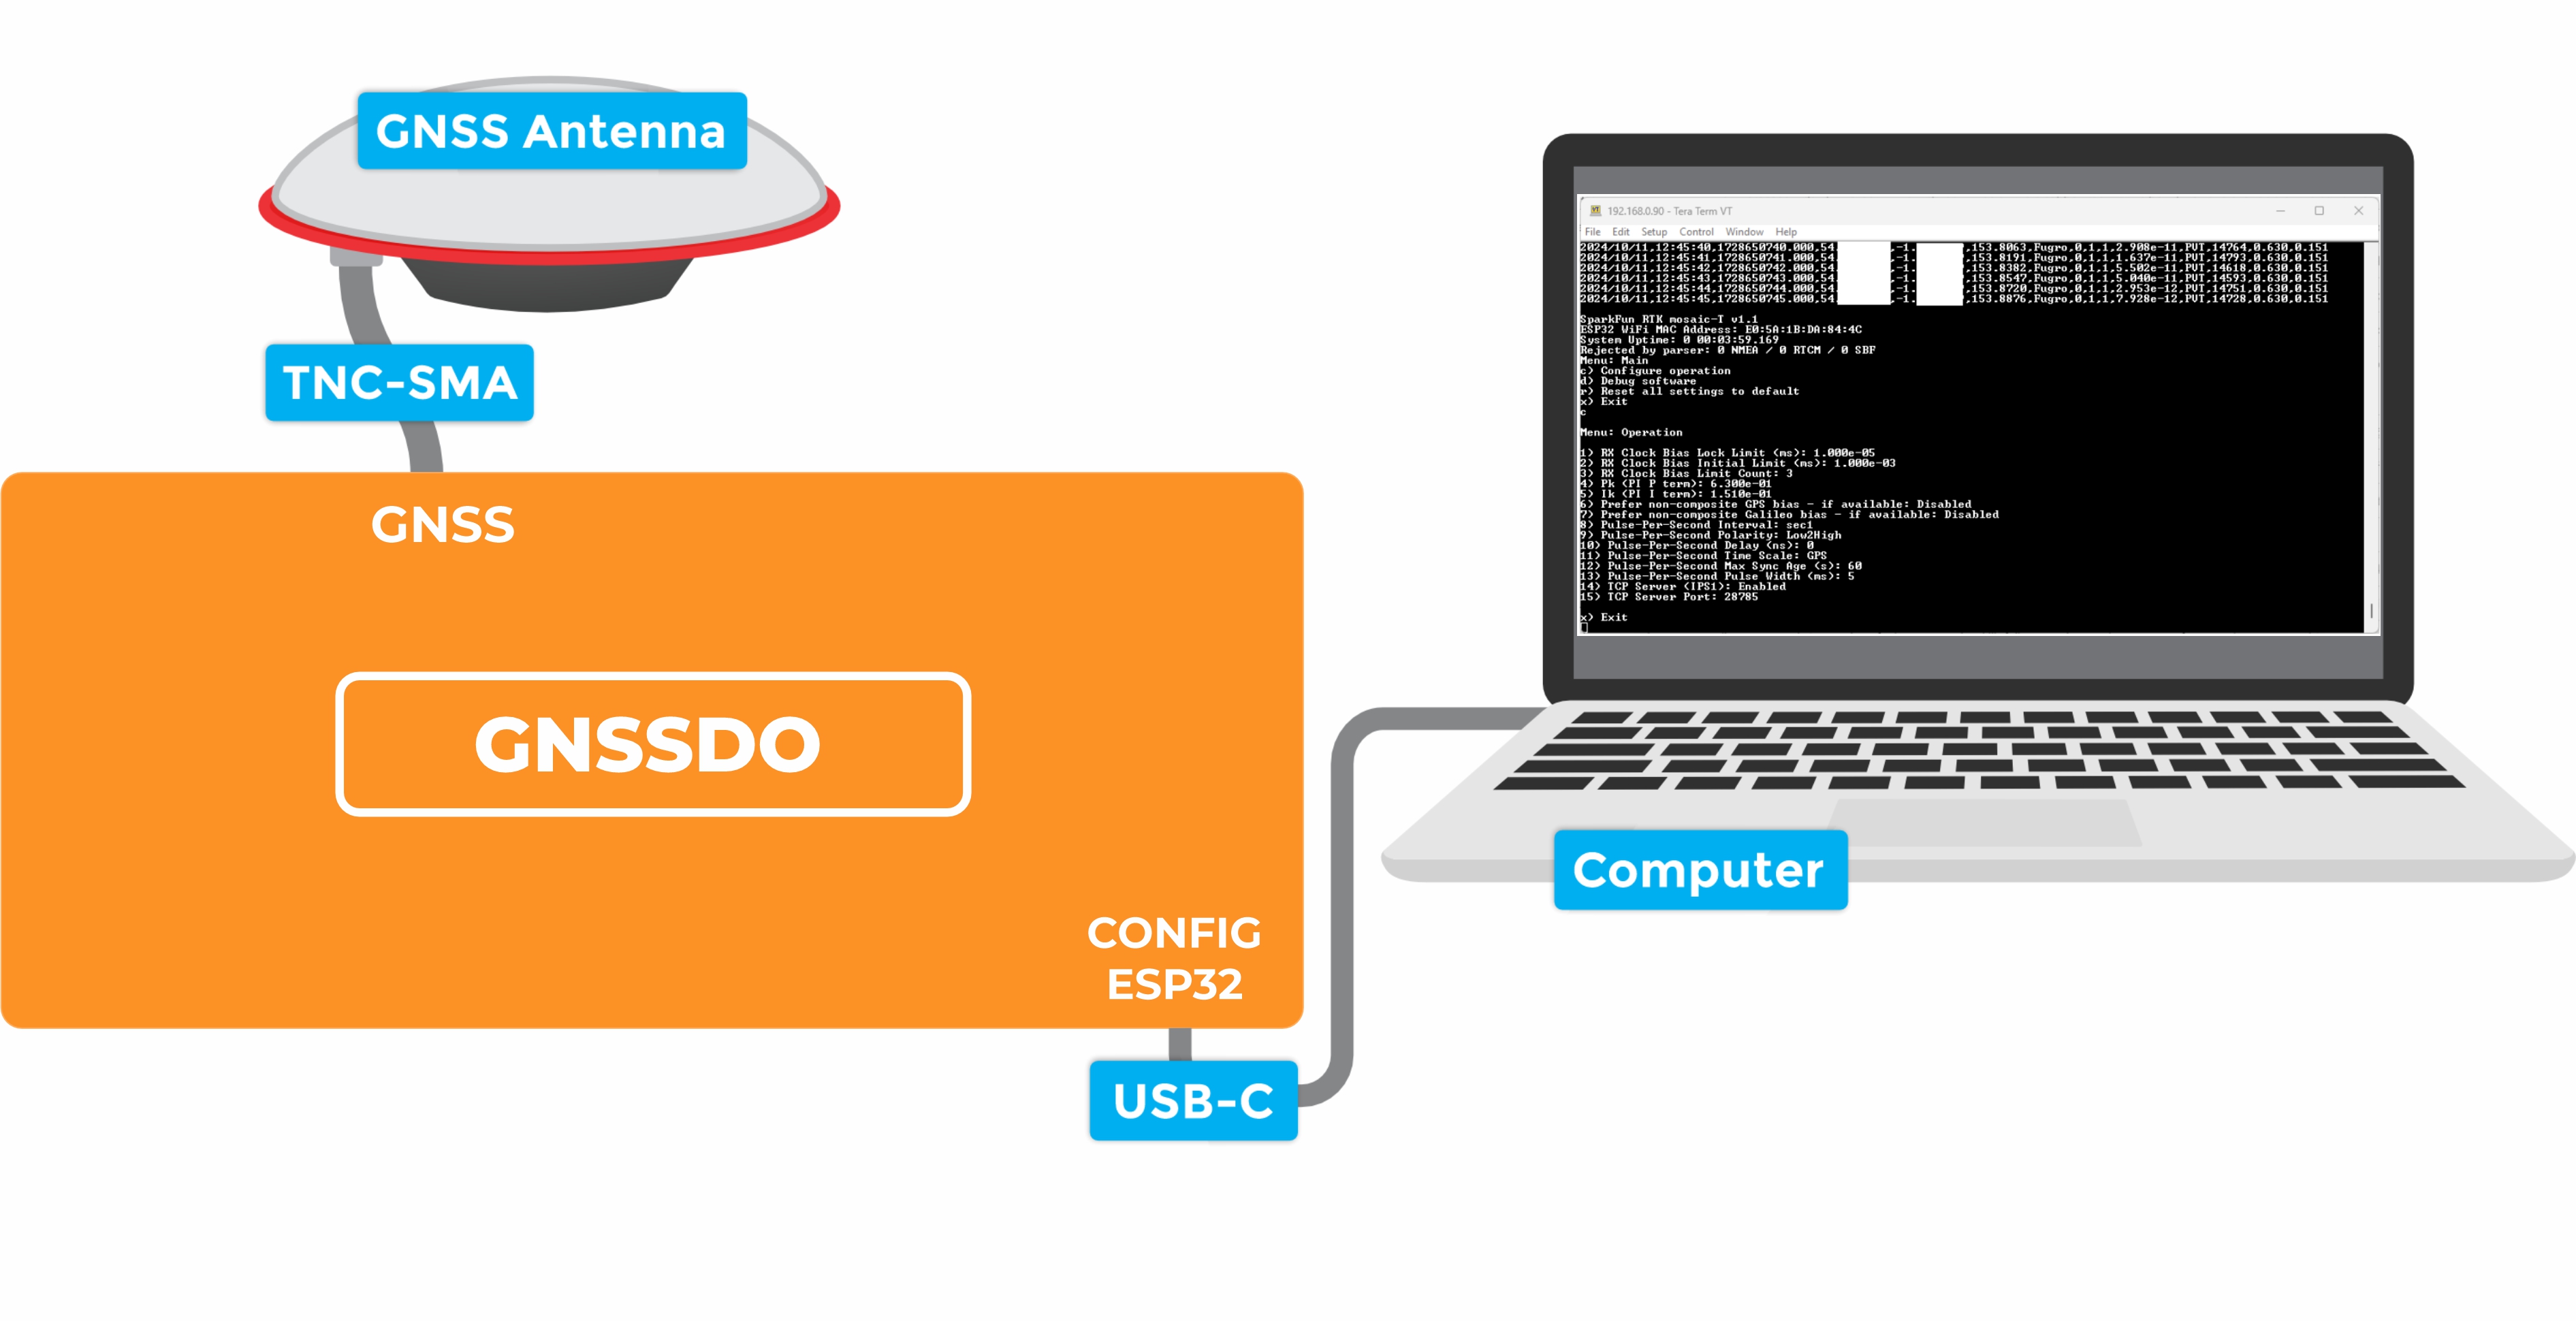 GNSS Antenna
TNC-SMA
GNSS
GNSSDO
CONFIG
ESP32
USB-C
Computer
192.168.0.90 - Tera Term VT
File Edit Setup Control Window Help
2024/10/11,12:45:40,1728650740.000,54. ,-1. ,153.8063,Fugro,0,1,1,2.908e-11,PVT,14764,0.630,0.151
2024/10/11,12:45:41,1728650741.000,54. ,-1. ,153.8191,Fugro,0,1,1,1.637e-11,PVT,14793,0.630,0.151
2024/10/11,12:45:42,1728650742.000,54. ,-1. ,153.8382,Fugro,0,1,1,5.502e-11,PVT,14618,0.630,0.151
2024/10/11,12:45:43,1728650743.000,54. ,-1. ,153.8547,Fugro,0,1,1,5.040e-11,PVT,14593,0.630,0.151
2024/10/11,12:45:44,1728650744.000,54. ,-1. ,153.8720,Fugro,0,1,1,2.953e-12,PVT,14751,0.630,0.151
2024/10/11,12:45:45,1728650745.000,54. ,-1. ,153.8876,Fugro,0,1,1,7.928e-12,PVT,14728,0.630,0.151
SparkFun RTK mosaic-T v1.1
ESP32 WiFi MAC Address: E0:5A:1B:DA:84:4C
System Uptime: 0 00:03:59.169
Rejected by parser: 0 NMEA / 0 RTCM / 0 SBF
Menu: Main
c) Configure operation
d) Debug software
r) Reset all settings to default
x) Exit
c
Menu: Operation
1) RX Clock Bias Lock Limit (ms): 1.000e-05
2) RX Clock Bias Initial Limit (ms): 1.000e-03
3) RX Clock Bias Limit Count: 3
4) Pk (PI P term): 6.300e-01
5) Ik (PI I term): 1.510e-01
6) Prefer non-composite GPS bias - if available: Disabled
7) Prefer non-composite Galileo bias - if available: Disabled
8) Pulse-Per-Second Interval: sec1
9) Pulse-Per-Second Polarity: Low2High
10) Pulse-Per-Second Delay (ns): 0
11) Pulse-Per-Second Time Scale: GPS
12) Pulse-Per-Second Max Sync Age (s): 60
13) Pulse-Per-Second Pulse Width (ms): 5
14) TCP Server (IPS1): Enabled
15) TCP Server Port: 28785
x) Exit